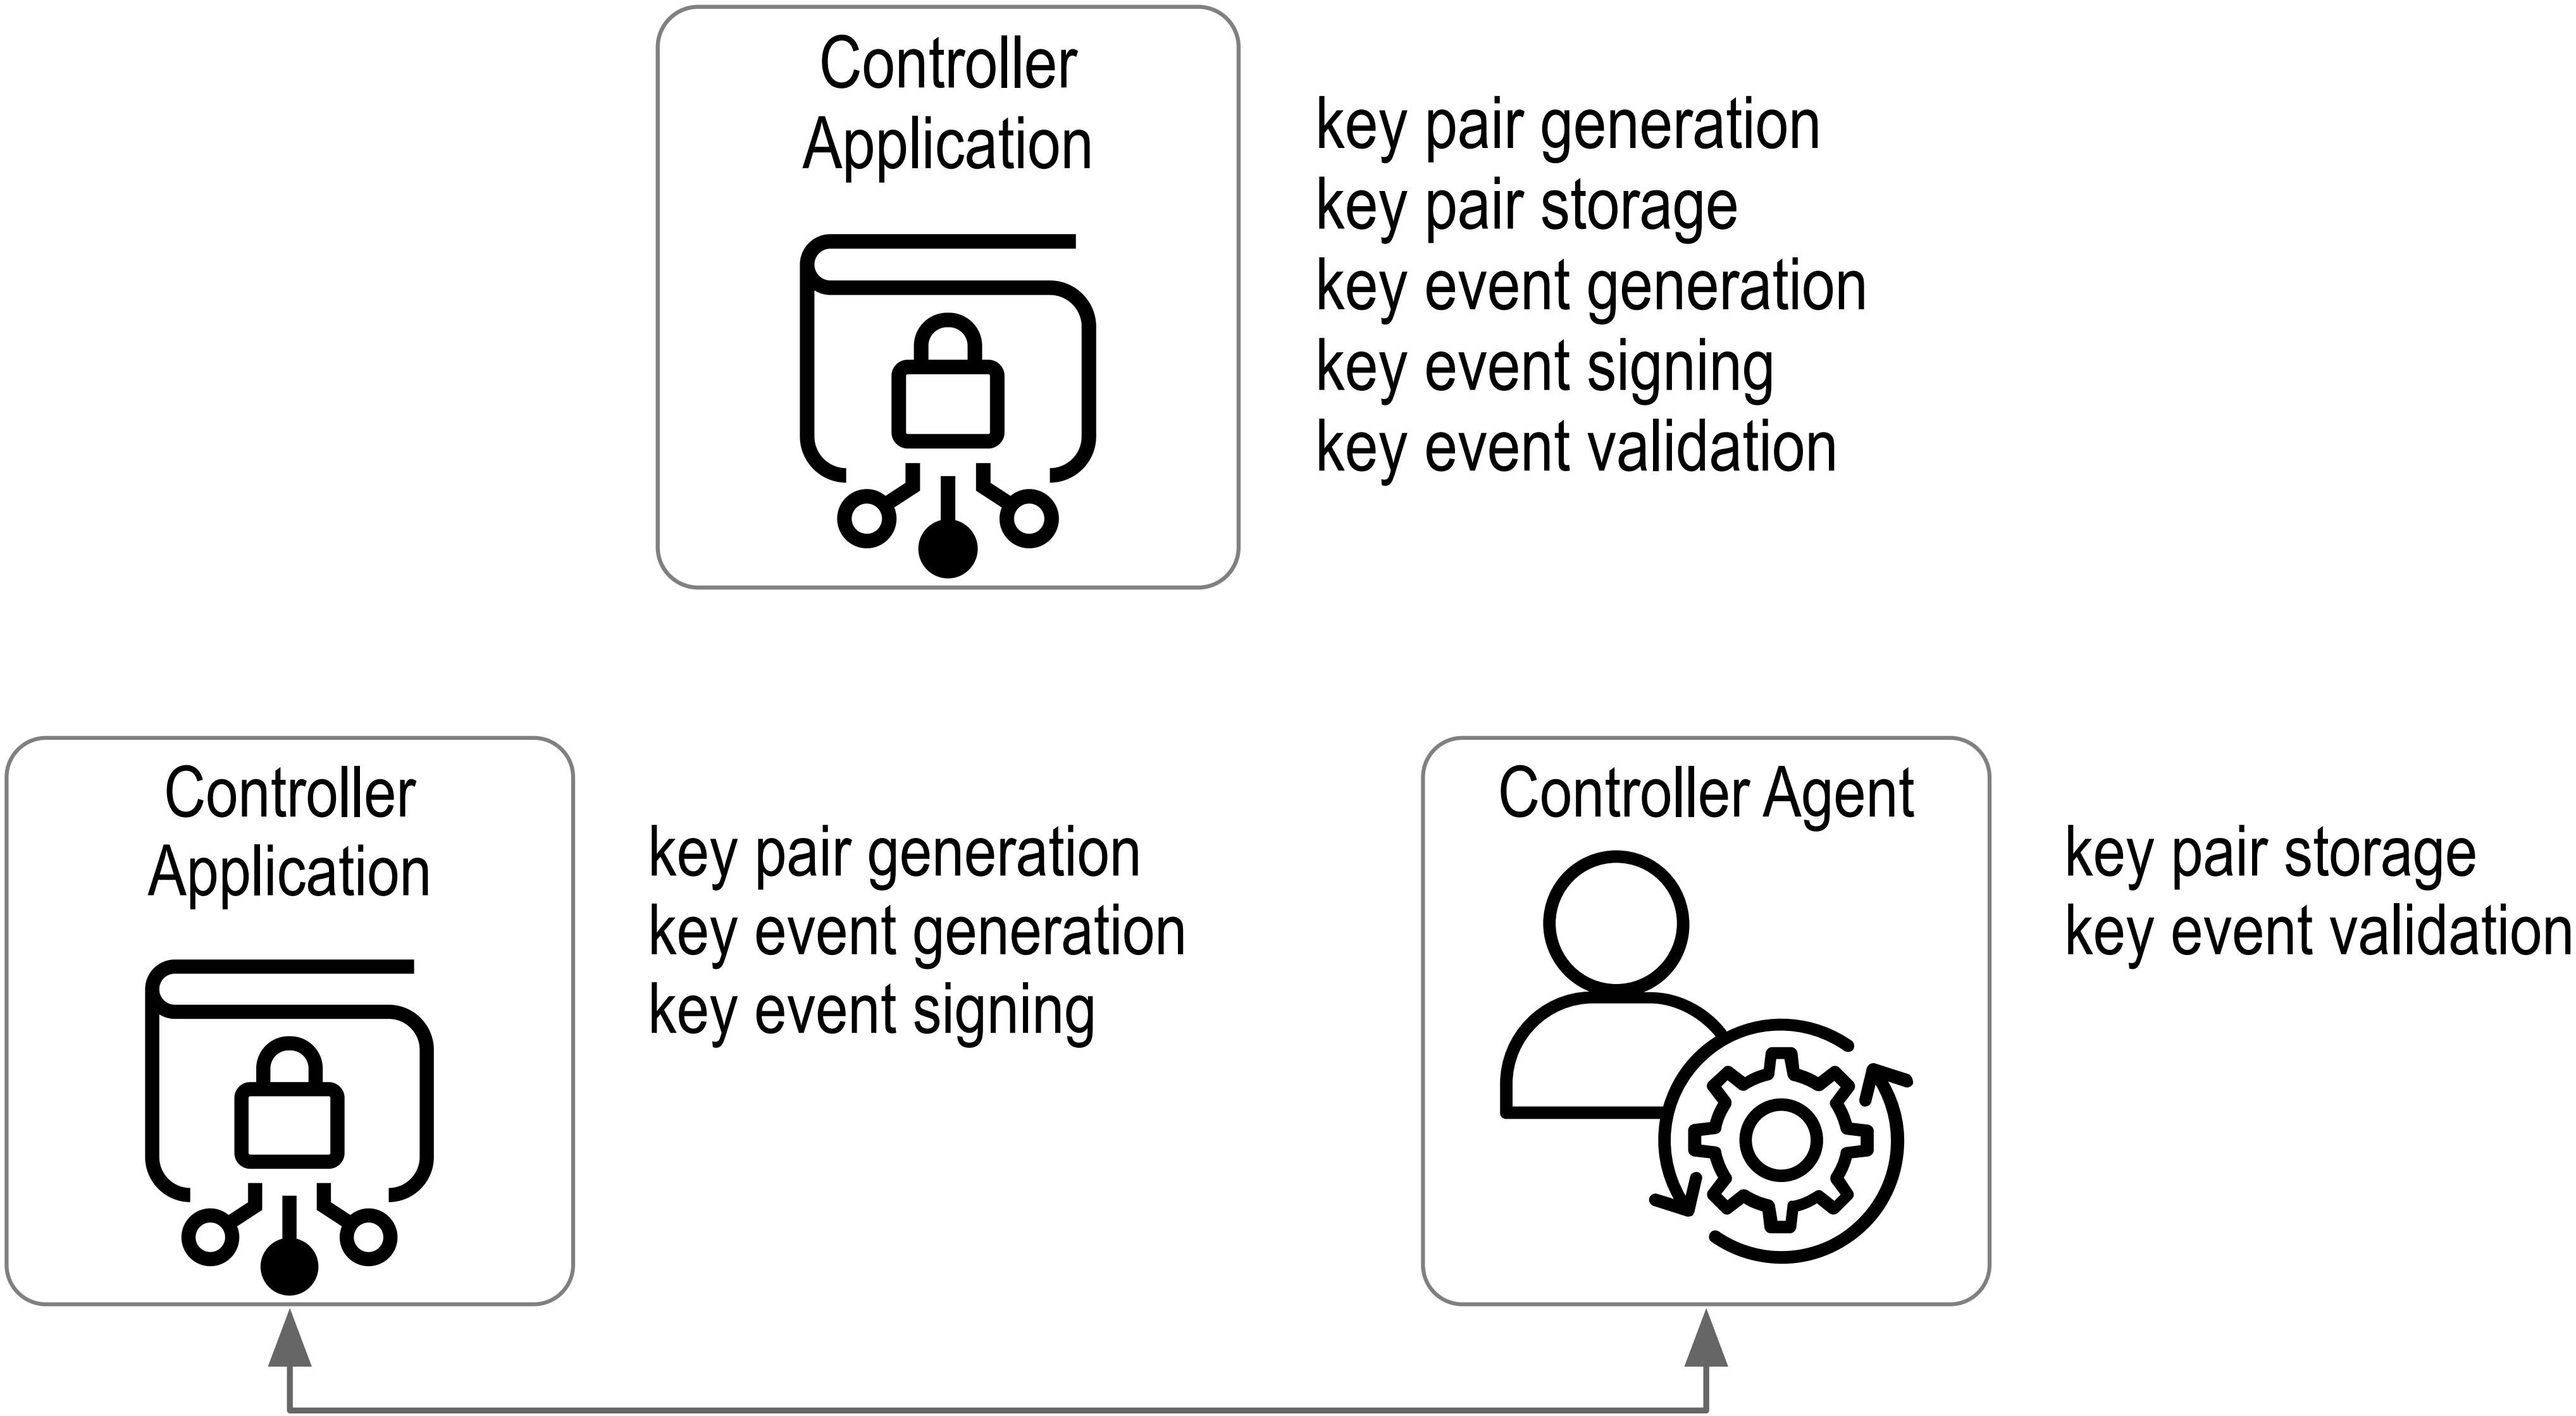 Controller
Application
key pair generation
key pair storage
key event generation
key event signing
key event validation
Controller
Application
key pair generation
key event generation
key event signing
Controller Agent
key pair storage
key event validation